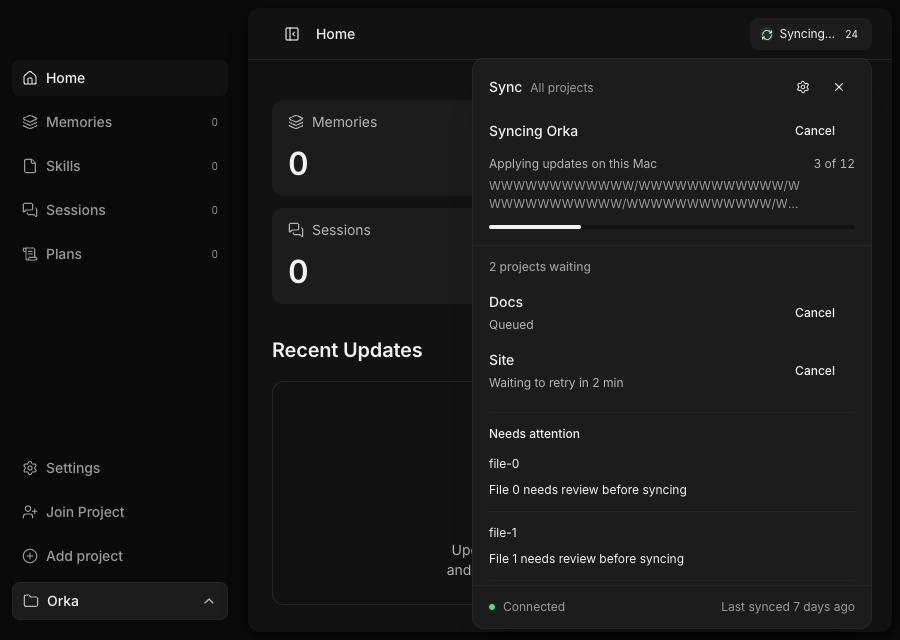 Home
Syncing... 24
Home
Memories 0
Skills 0
Sessions 0
Plans 0
Settings
Join Project
Add project
Orka
Memories
0
Sessions
0
Recent Updates
and
Sync All projects
Syncing Orka Cancel
Applying updates on this Mac 3 of 12
WWWWWWWWWWWW/WWWWWWWWWWWW/W
WWWWWWWWWWW/WWWWWWWWWWWW/W...
2 projects waiting
Docs
Queued
Cancel
Site
Waiting to retry in 2 min
Cancel
Needs attention
file-0
File 0 needs review before syncing
file-1
File 1 needs review before syncing
Connected Last synced 7 days ago